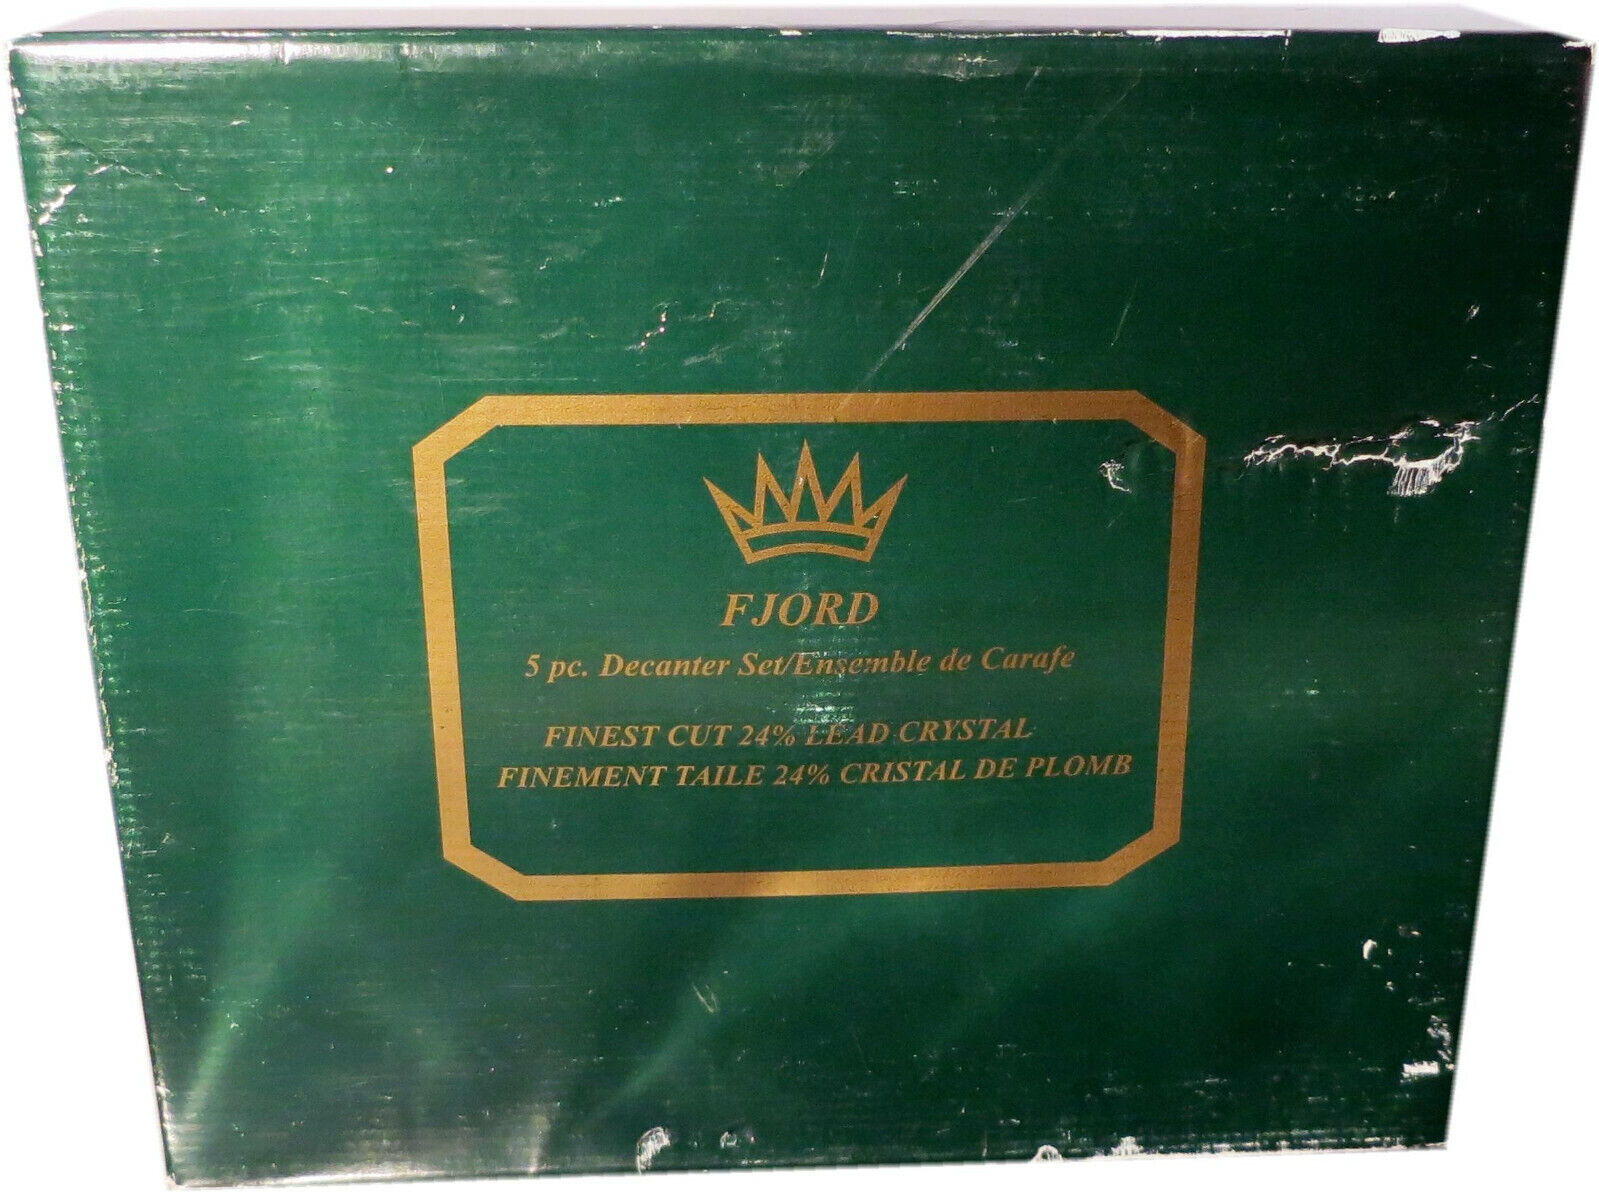 FJORD
5 pc. Decanter Set/Ensemble de Carafe
FINEST CUT 24% LEAD CRYSTAL
FINEMENT TAILE 24% CRISTAL DE PLOMB